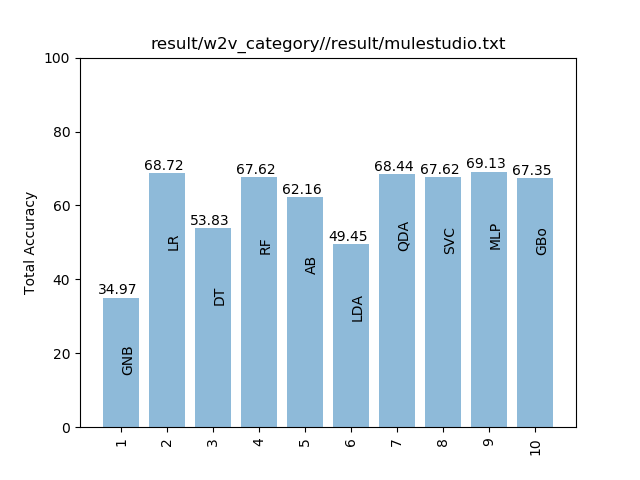 result/w2v_category//result/mulestudio.txt
Total Accuracy
100
80
60
40
20
0
34.97
68.72
53.83
67.62
62.16
49.45
68.44
67.62
69.13
67.35
GNB
LR
DT
RF
AB
LDA
QDA
SVC
MLP
GBo
1
2
3
4
5
6
7
8
9
10